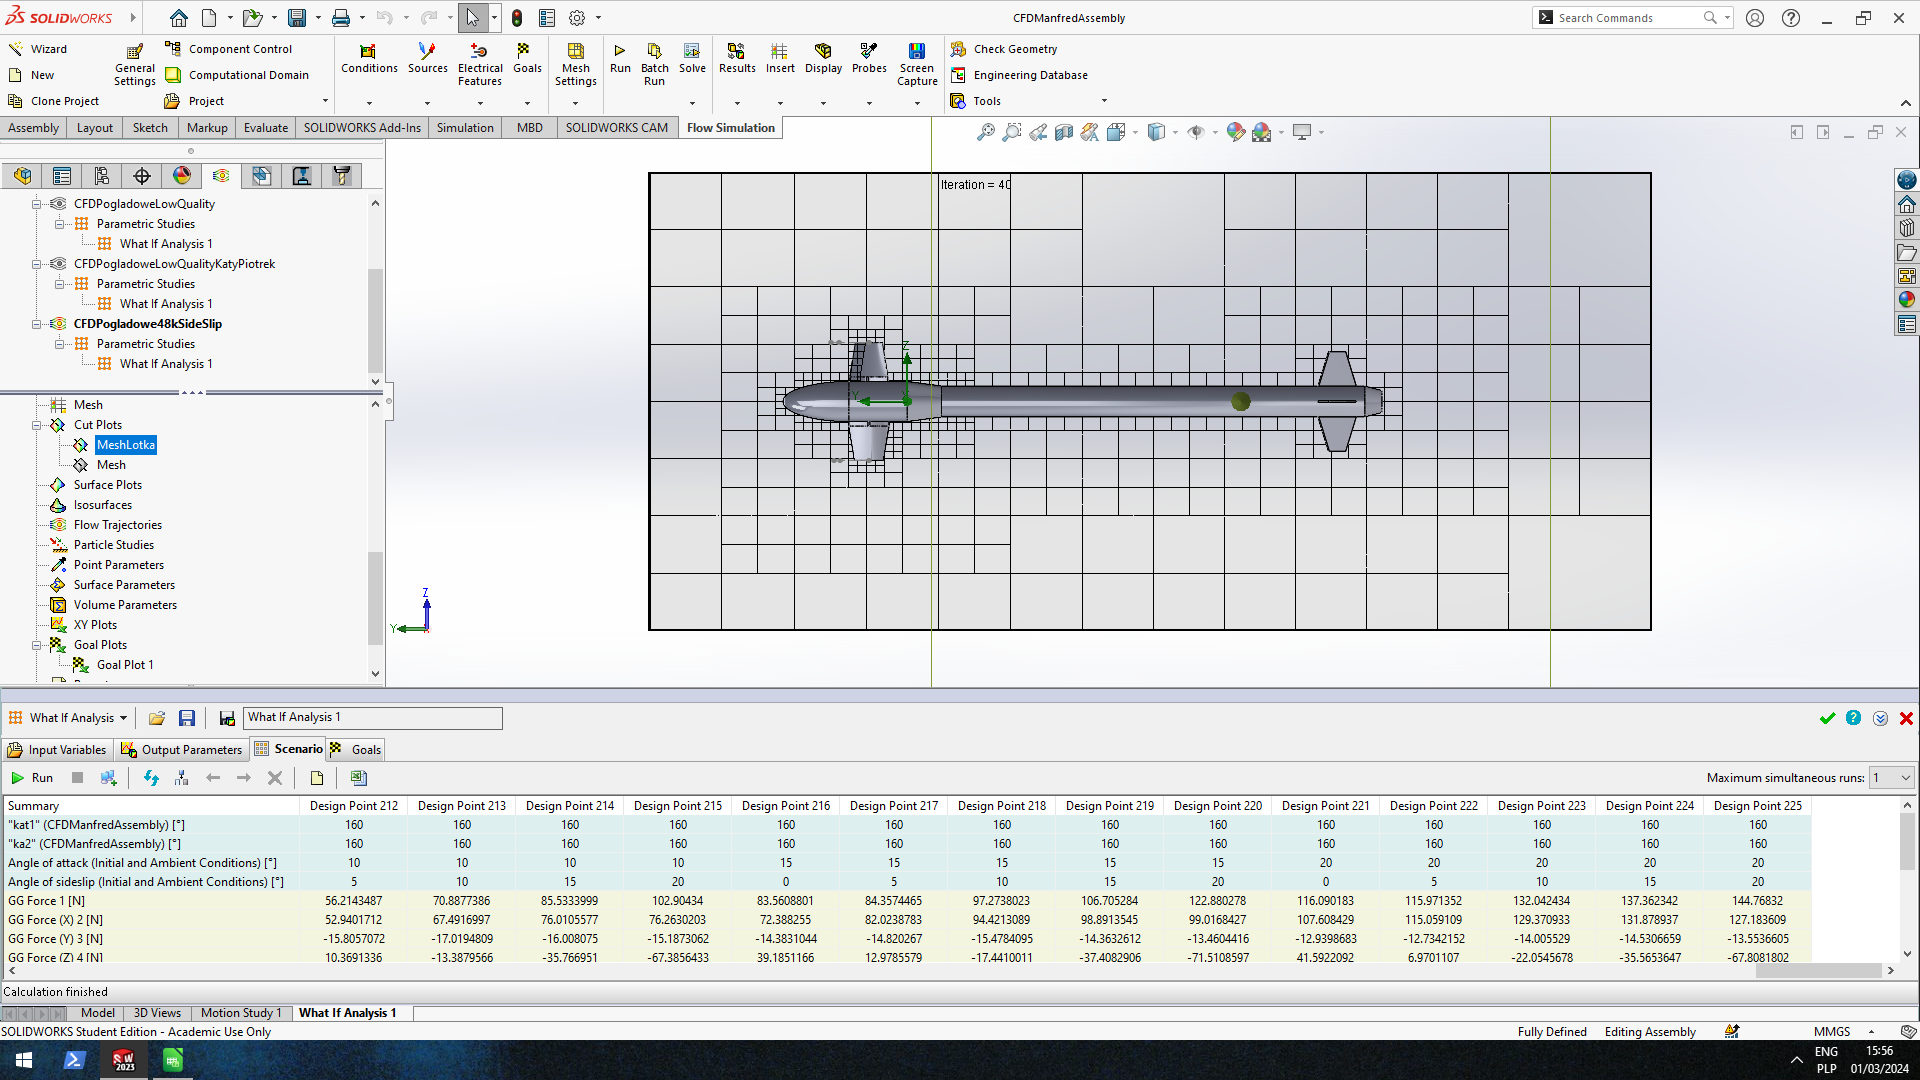 SOLIDWORKS
CFDManfredAssembly
Search Commands
Wizard
New
Clone Project
General Settings
Component Control
Computational Domain
Project
Conditions
Sources
Electrical Features
Goals
Mesh Settings
Run
Batch Run
Solve
Results
Insert
Display
Probes
Screen Capture
Check Geometry
Engineering Database
Tools
Assembly Layout Sketch Markup Evaluate SOLIDWORKS Add-Ins Simulation MBD SOLIDWORKS CAM Flow Simulation
CFDPogladoweLowQuality
Parametric Studies
What If Analysis 1
CFDPogladoweLowQualityKatyPiotrek
Parametric Studies
What If Analysis 1
CFDPogladowe48kSideSlip
Parametric Studies
What If Analysis 1
Mesh
Cut Plots
MeshLotka
Mesh
Surface Plots
Isosurfaces
Flow Trajectories
Particle Studies
Point Parameters
Surface Parameters
Volume Parameters
XY Plots
Goal Plots
Goal Plot 1
Iteration = 40
Z
Y
Z
Y
What If Analysis What If Analysis 1
Input Variables Output Parameters Scenario Goals
Run Maximum simultaneous runs: 1
Summary Design Point 212 Design Point 213 Design Point 214 Design Point 215 Design Point 216 Design Point 217 Design Point 218 Design Point 219 Design Point 220 Design Point 221 Design Point 222 Design Point 223 Design Point 224 Design Point 225
"kat1" (CFDManfredAssembly) [°] 160 160 160 160 160 160 160 160 160 160 160 160 160 160
"ka2" (CFDManfredAssembly) [°] 160 160 160 160 160 160 160 160 160 160 160 160 160 160
Angle of attack (Initial and Ambient Conditions) [°] 10 10 10 10 15 15 15 15 15 20 20 20 20 20
Angle of sideslip (Initial and Ambient Conditions) [°] 5 10 15 20 0 5 10 15 20 0 5 10 15 20
GG Force 1 [N] 56.2143487 70.8877386 85.5333999 102.90434 83.5608801 84.3574465 97.2738023 106.705284 122.880278 116.090183 115.971352 132.042434 137.362342 144.76832
GG Force (X) 2 [N] 52.9401712 67.4916997 76.0105577 76.2630203 72.388255 82.0238783 94.4213089 98.8913545 99.0168427 107.608429 115.059109 129.370933 131.878937 127.183609
GG Force (Y) 3 [N] -15.8057072 -17.0194809 -16.008075 -15.1873062 -14.3831044 -14.820267 -15.4784095 -14.3632612 -13.4604416 -12.9398683 -12.7342152 -14.005529 -14.5306659 -13.5536605
GG Force (Z) 4 [N] 10.3691336 -13.3879566 -35.766951 -67.3856433 39.1851166 12.9785579 -17.4410011 -37.4082906 -71.5108597 41.5922092 6.9701107 -22.0545678 -35.5653647 -67.8081802
Calculation finished
Model 3D Views Motion Study 1 What If Analysis 1
SOLIDWORKS Student Edition - Academic Use Only Fully Defined Editing Assembly MMGS
SW 2023
ENG 15:56
PLP 01/03/2024